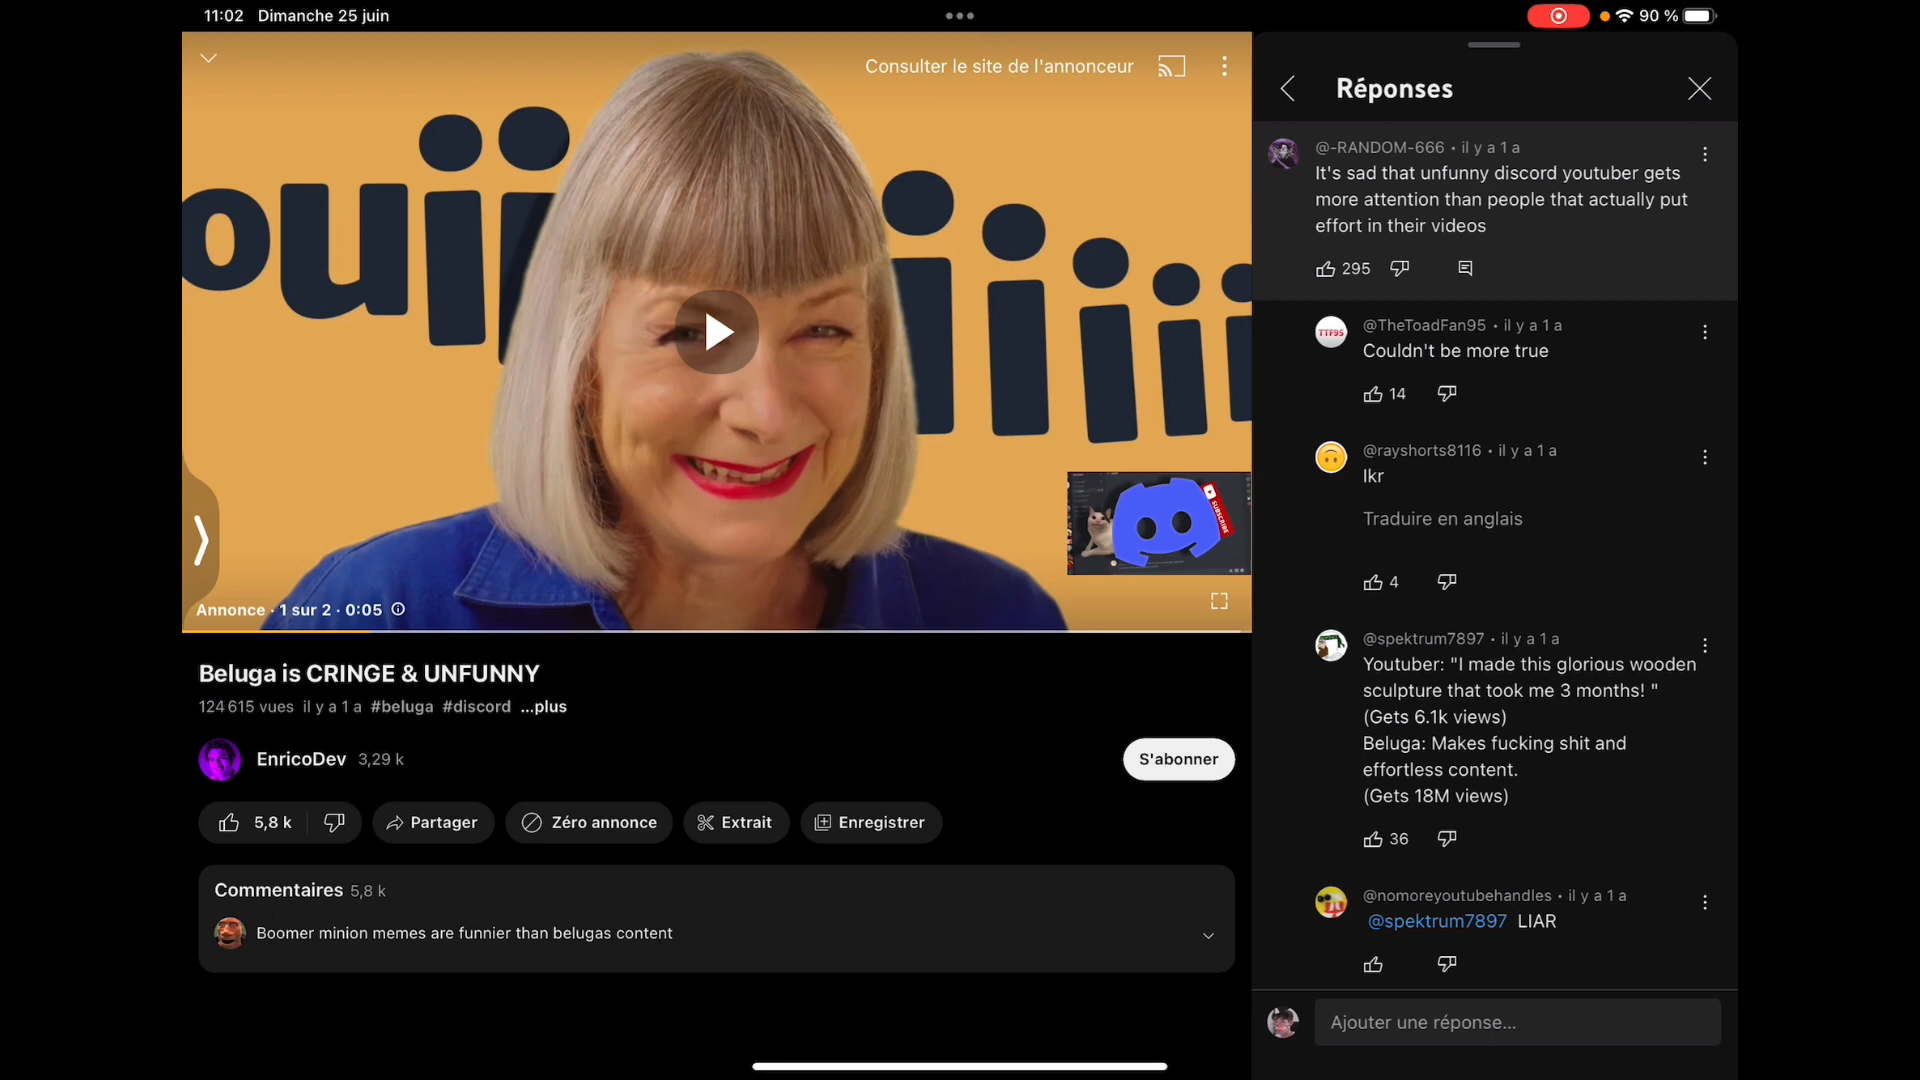 11:02 Dimanche 25 juin
90 %
Consulter le site de l'annonceur
ouiiiiiii
SUBSCRIBE
Annonce · 1 sur 2 · 0:05
Beluga is CRINGE & UNFUNNY
124 615 vues il y a 1 a #beluga #discord ...plus
EnricoDev 3,29 k
S'abonner
5,8 k
Partager
Zéro annonce
Extrait
Enregistrer
Commentaires 5,8 k
Boomer minion memes are funnier than belugas content
Réponses
@-RANDOM-666 • il y a 1 a
It's sad that unfunny discord youtuber gets
more attention than people that actually put
effort in their videos
295
TTF95
@TheToadFan95 • il y a 1 a
Couldn't be more true
14
@rayshorts8116 • il y a 1 a
Ikr
Traduire en anglais
4
@spektrum7897 • il y a 1 a
Youtuber: "I made this glorious wooden
sculpture that took me 3 months! "
(Gets 6.1k views)
Beluga: Makes fucking shit and
effortless content.
(Gets 18M views)
36
@nomoreyoutubehandles • il y a 1 a
@spektrum7897 LIAR
Ajouter une réponse...